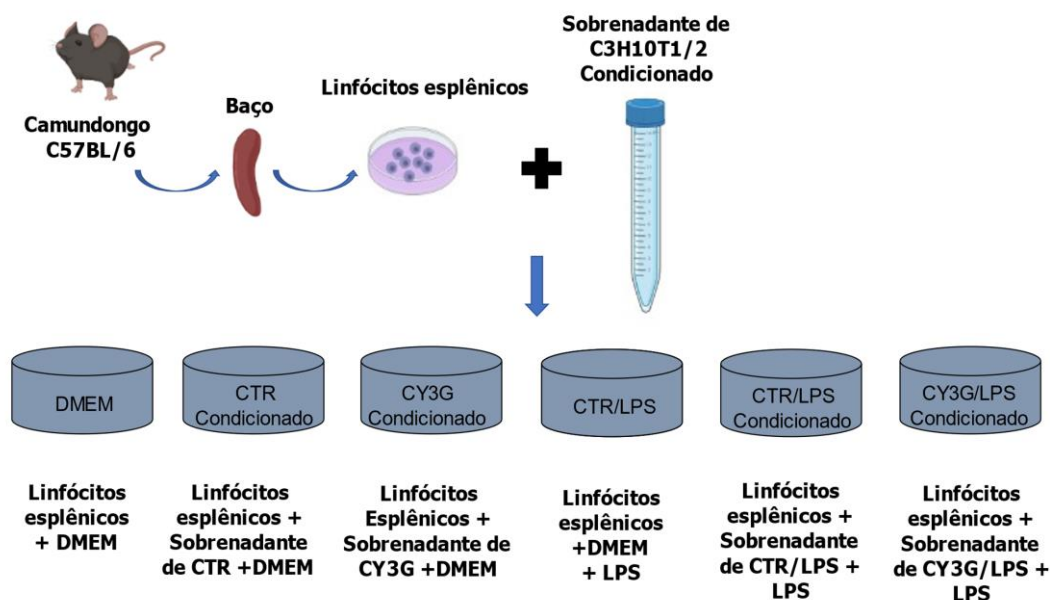 Camundongo
C57BL/6
Baço
Linfócitos esplênicos
Sobrenadante de
C3H10T1/2
Condicionado
DMEM
CTR
Condicionado
CY3G
Condicionado
CTR/LPS
CTR/LPS
Condicionado
CY3G/LPS
Condicionado
Linfócitos
esplênicos
+ DMEM
Linfócitos
esplênicos +
Sobrenadante
de CTR +DMEM
Linfócitos
Esplênicos +
Sobrenadante de
CY3G +DMEM
Linfócitos
esplênicos
+DMEM
+ LPS
Linfócitos
esplênicos +
Sobrenadante
de CTR/LPS +
LPS
Linfócitos
esplênicos +
Sobrenadante
de CY3G/LPS +
LPS